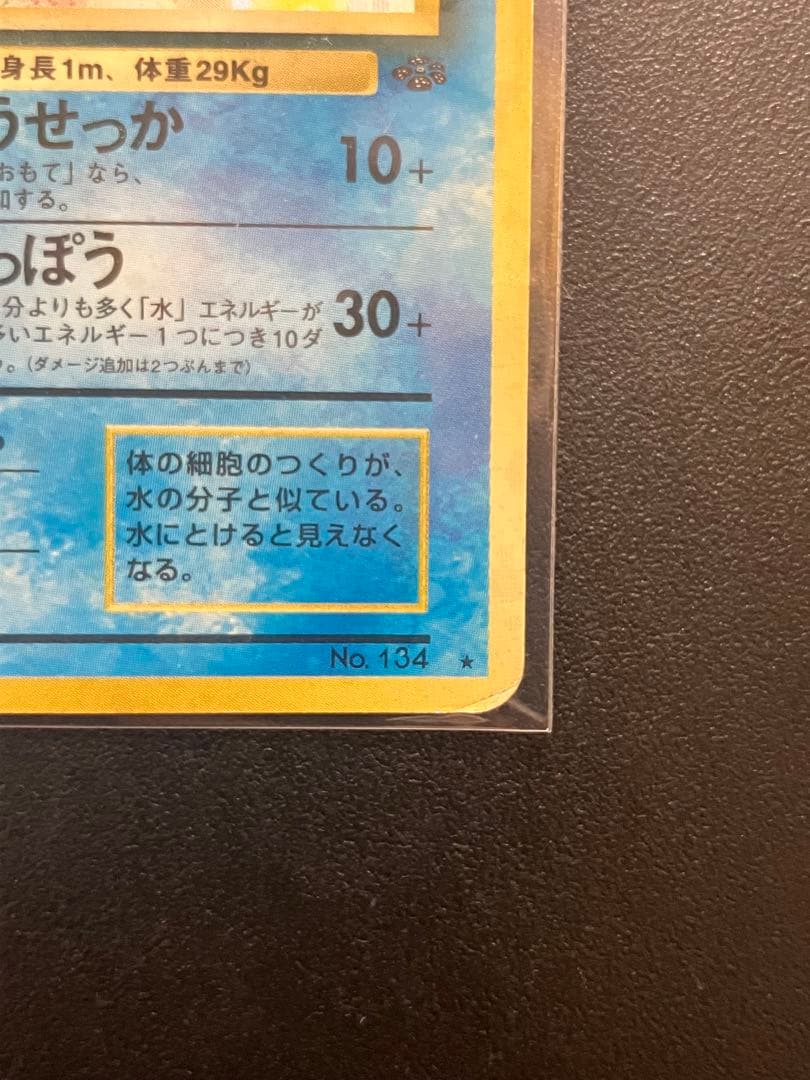 身長1m、体重29Kg
うせっか
10+
おもて」なら、
加する。
っぽう
分よりも多く「水」エネルギーが
30+
多いエネルギー1つにつき10ダ
。(ダメージ追加は2つぶんまで)
体の細胞のつくりが、
水の分子と似ている。
水にとけると見えなく
なる。
No. 134 ★